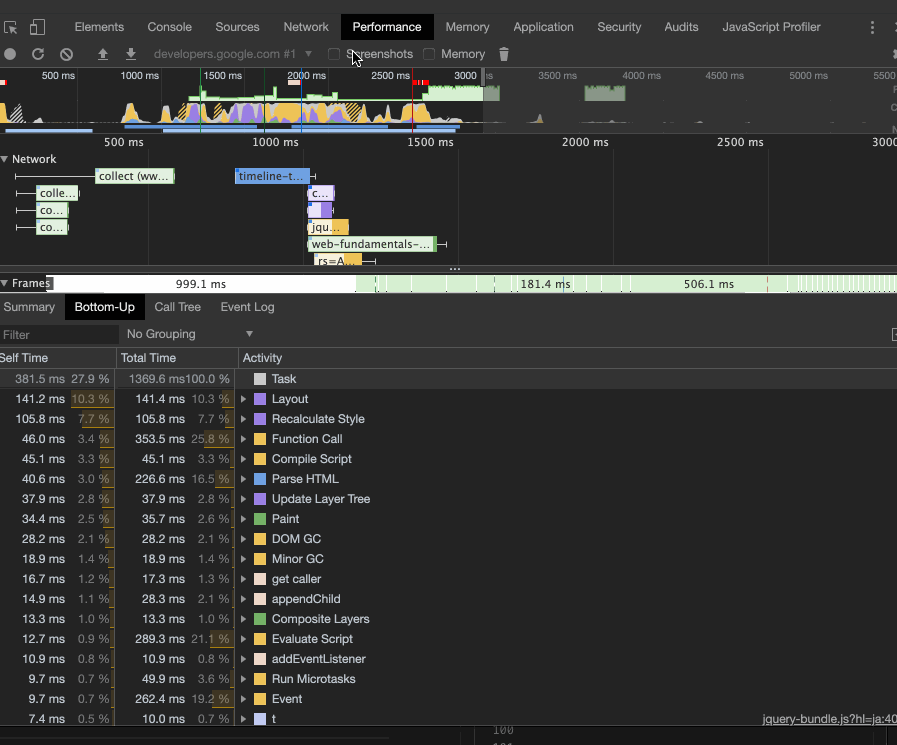 Elements Console Sources Network Performance Memory Application Security Audits JavaScript Profiler
developers.google.com #1 Screenshots Memory
500 ms 1000 ms 1500 ms 2000 ms 2500 ms 3000 3500 ms 4000 ms 4500 ms 5000 ms 5500
500 ms 1000 ms 1500 ms 2000 ms 2500 ms 3000
Network
collect (ww... timeline-t...
colle... c...
co...
co... jqu...
web-fundamentals-...
rs=A...
Frames 999.1 ms 181.4 ms 506.1 ms
Summary Bottom-Up Call Tree Event Log
Filter No Grouping
Self Time Total Time Activity
381.5 ms 27.9 % 1369.6 ms 100.0 % Task
141.2 ms 10.3 % 141.4 ms 10.3 % Layout
105.8 ms 7.7 % 105.8 ms 7.7 % Recalculate Style
46.0 ms 3.4 % 353.5 ms 25.8 % Function Call
45.1 ms 3.3 % 45.1 ms 3.3 % Compile Script
40.6 ms 3.0 % 226.6 ms 16.5 % Parse HTML
37.9 ms 2.8 % 37.9 ms 2.8 % Update Layer Tree
34.4 ms 2.5 % 35.7 ms 2.6 % Paint
28.2 ms 2.1 % 28.2 ms 2.1 % DOM GC
18.9 ms 1.4 % 18.9 ms 1.4 % Minor GC
16.7 ms 1.2 % 17.3 ms 1.3 % get caller
14.9 ms 1.1 % 28.3 ms 2.1 % appendChild
13.3 ms 1.0 % 13.3 ms 1.0 % Composite Layers
12.7 ms 0.9 % 289.3 ms 21.1 % Evaluate Script
10.9 ms 0.8 % 10.9 ms 0.8 % addEventListener
9.7 ms 0.7 % 49.9 ms 3.6 % Run Microtasks
9.7 ms 0.7 % 262.4 ms 19.2 % Event
7.4 ms 0.5 % 10.0 ms 0.7 % t jquery-bundle.js?hl=ja:40
100